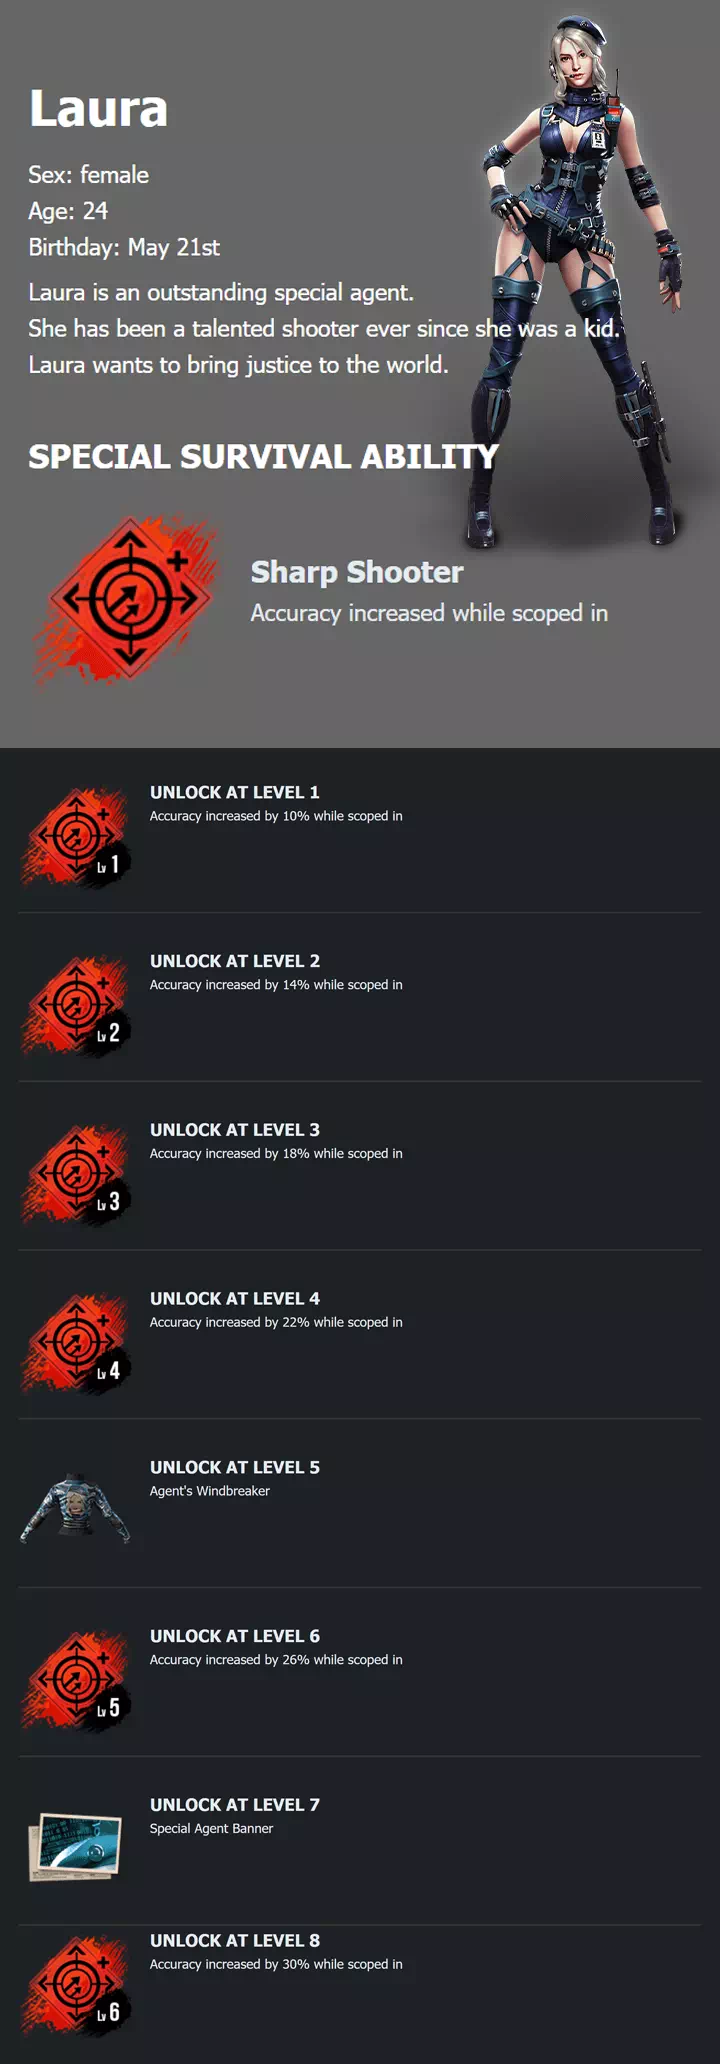 Laura
Sex: female
Age: 24
Birthday: May 21st
Laura is an outstanding special agent.
She has been a talented shooter ever since she was a kid.
Laura wants to bring justice to the world.
SPECIAL SURVIVAL ABILITY
Sharp Shooter
Accuracy increased while scoped in
UNLOCK AT LEVEL 1
Accuracy increased by 10% while scoped in
Lv 1
UNLOCK AT LEVEL 2
Accuracy increased by 14% while scoped in
Lv 2
UNLOCK AT LEVEL 3
Accuracy increased by 18% while scoped in
Lv 3
UNLOCK AT LEVEL 4
Accuracy increased by 22% while scoped in
Lv 4
UNLOCK AT LEVEL 5
Agent's Windbreaker
UNLOCK AT LEVEL 6
Accuracy increased by 26% while scoped in
Lv 5
UNLOCK AT LEVEL 7
Special Agent Banner
UNLOCK AT LEVEL 8
Accuracy increased by 30% while scoped in
Lv 6